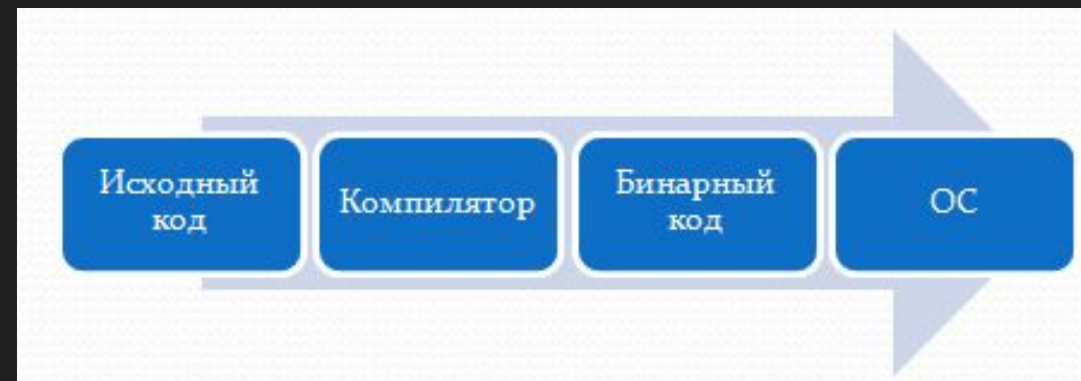 Исходный
код
Компилятор
Бинарный
код
ОС